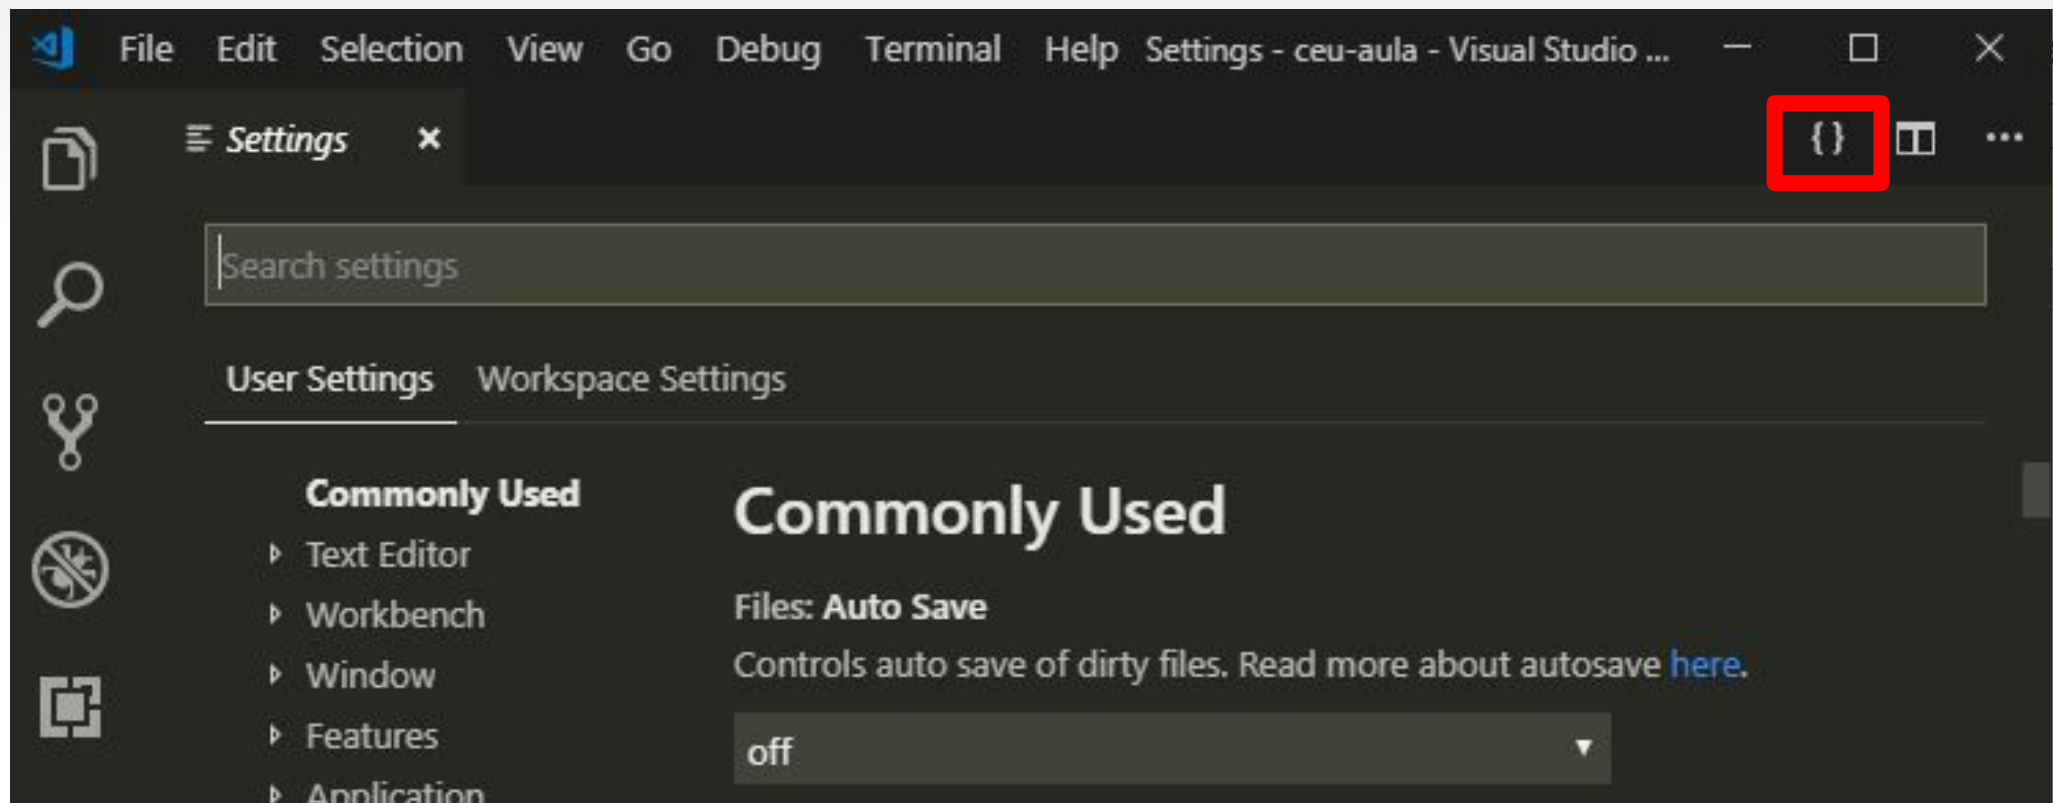 File Edit Selection View Go Debug Terminal Help Settings - ceu-aula - Visual Studio ...
Settings
{}
Search settings
User Settings Workspace Settings
Commonly Used
Text Editor
Workbench
Window
Features
Application
Commonly Used
Files: Auto Save
Controls auto save of dirty files. Read more about autosave here.
off